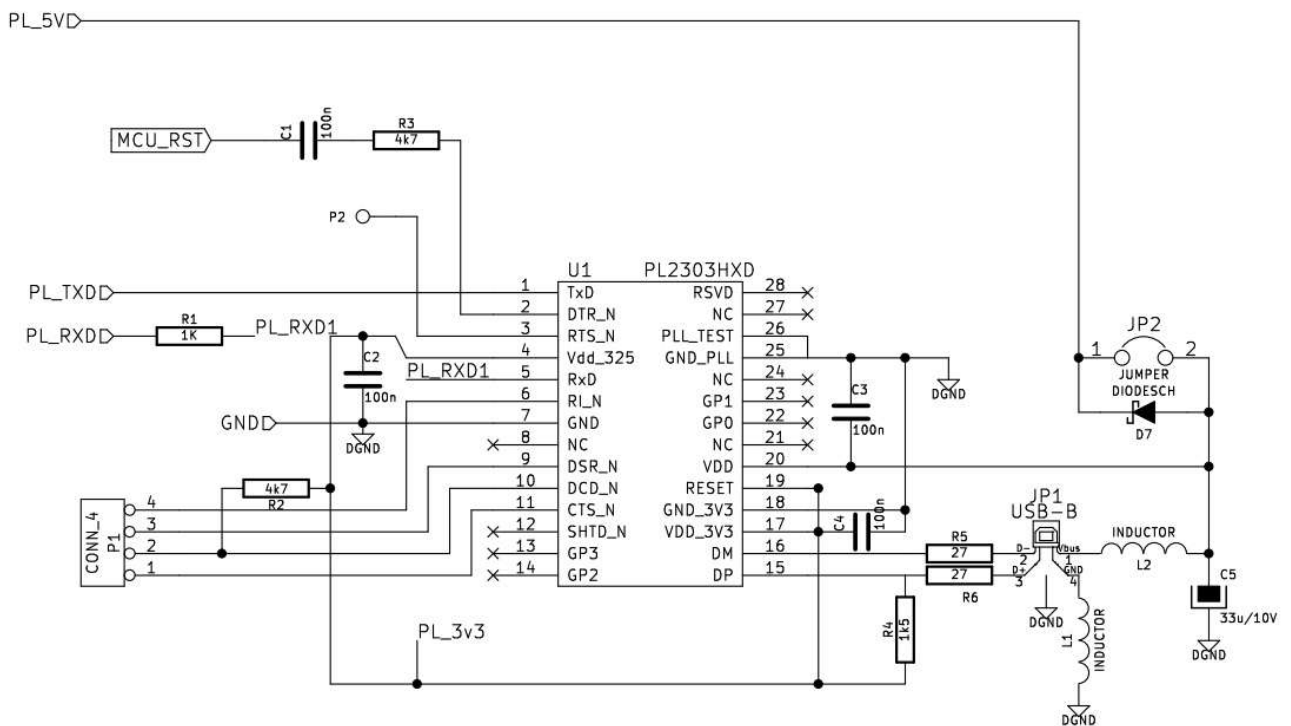 PL_5V
MCU_RST
C1
100n
R3
4k7
P2
U1 PL2303HXD
PL_TXD
1 TxD RSVD 28
2 DTR_N NC 27
PL_RXD
R1
1K
PL_RXD1
3 RTS_N PLL_TEST 26
4 Vdd_325 GND_PLL 25
C2
100n
PL_RXD1
5 RxD NC 24
6 RI_N GP1 23
GND
DGND
7 GND GP0 22
8 NC NC 21
9 DSR_N VDD 20
10 DCD_N RESET 19
11 CTS_N GND_3V3 18
12 SHTD_N VDD_3V3 17
13 GP3 DM 16
14 GP2 DP 15
C3
100n
DGND
JP2
1 2
JUMPER
DIODESCH
D7
4k7
R2
CONN_4
P1
4
3
2
1
C4
100n
R5
27
27
R6
JP1
USB-B
D- Vbus
2 1
D+ GND
3 4
DGND
INDUCTOR
L2
C5
33u/10V
DGND
R4
1k5
L1
INDUCTOR
DGND
PL_3v3